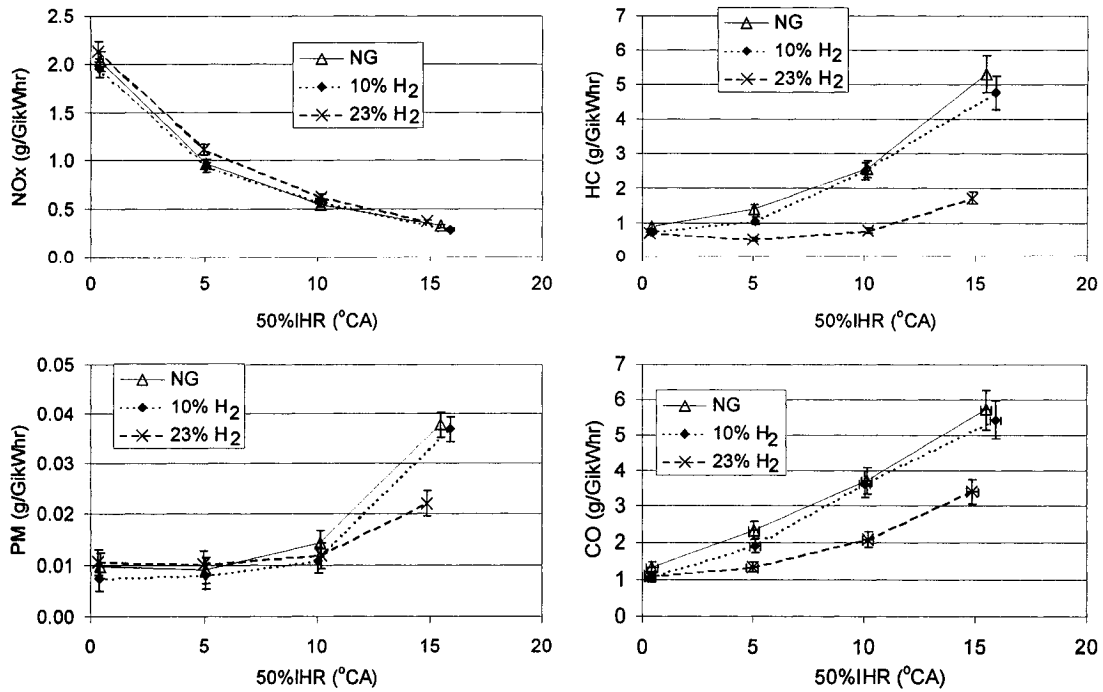 2.5
2.0
1.5
1.0
0.5
0.0
NOx (g/GikWhr)
NG
10% H2
23% H2
0 5 10 15 20
50%IHR (°CA)
7
6
5
4
3
2
1
0
HC (g/GikWhr)
NG
10% H2
23% H2
0 5 10 15 20
50%IHR (°CA)
0.05
0.04
0.03
0.02
0.01
0.00
PM (g/GikWhr)
NG
10% H2
23% H2
0 5 10 15 20
50%IHR (°CA)
7
6
5
4
3
2
1
0
CO (g/GikWhr)
NG
10% H2
23% H2
0 5 10 15 20
50%IHR (°CA)